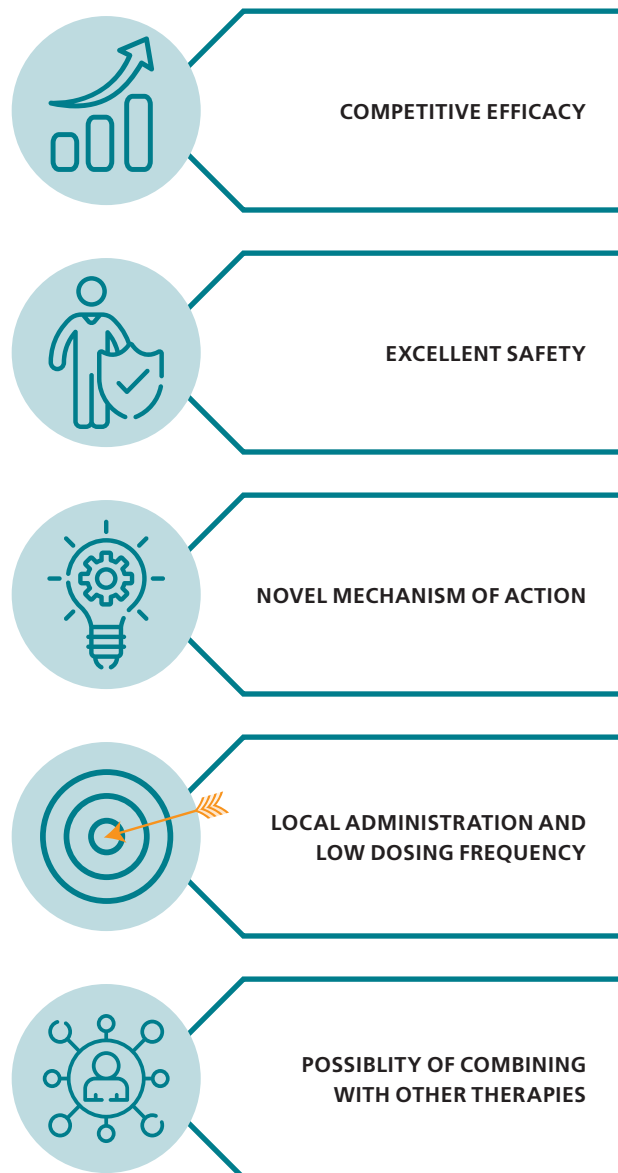 COMPETITIVE EFFICACY
EXCELLENT SAFETY
NOVEL MECHANISM OF ACTION
LOCAL ADMINISTRATION AND
LOW DOSING FREQUENCY
POSSIBLITY OF COMBINING
WITH OTHER THERAPIES